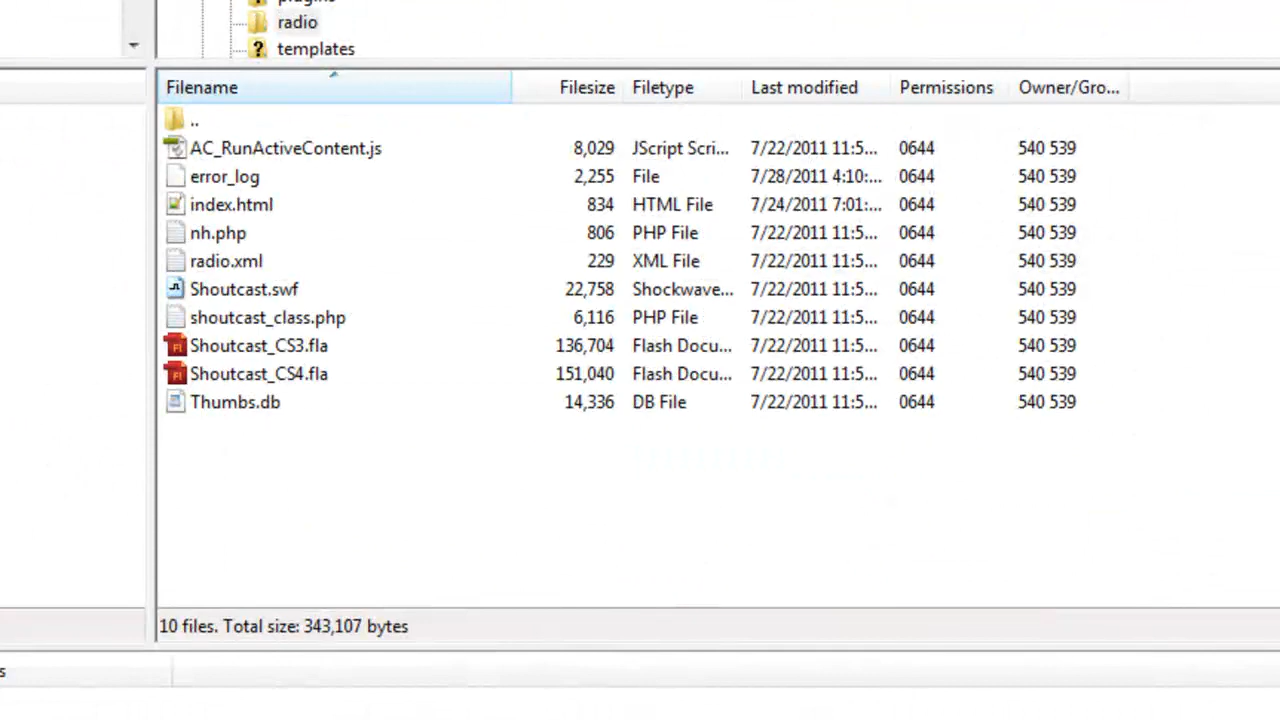 plugins
radio
templates
Filename Filesize Filetype Last modified Permissions Owner/Gro...
..
AC_RunActiveContent.js 8,029 JScript Scri... 7/22/2011 11:5... 0644 540 539
error_log 2,255 File 7/28/2011 4:10:... 0644 540 539
index.html 834 HTML File 7/24/2011 7:01:... 0644 540 539
nh.php 806 PHP File 7/22/2011 11:5... 0644 540 539
radio.xml 229 XML File 7/22/2011 11:5... 0644 540 539
Shoutcast.swf 22,758 Shockwave... 7/22/2011 11:5... 0644 540 539
shoutcast_class.php 6,116 PHP File 7/22/2011 11:5... 0644 540 539
Shoutcast_CS3.fla 136,704 Flash Docu... 7/22/2011 11:5... 0644 540 539
Shoutcast_CS4.fla 151,040 Flash Docu... 7/22/2011 11:5... 0644 540 539
Thumbs.db 14,336 DB File 7/22/2011 11:5... 0644 540 539
10 files. Total size: 343,107 bytes